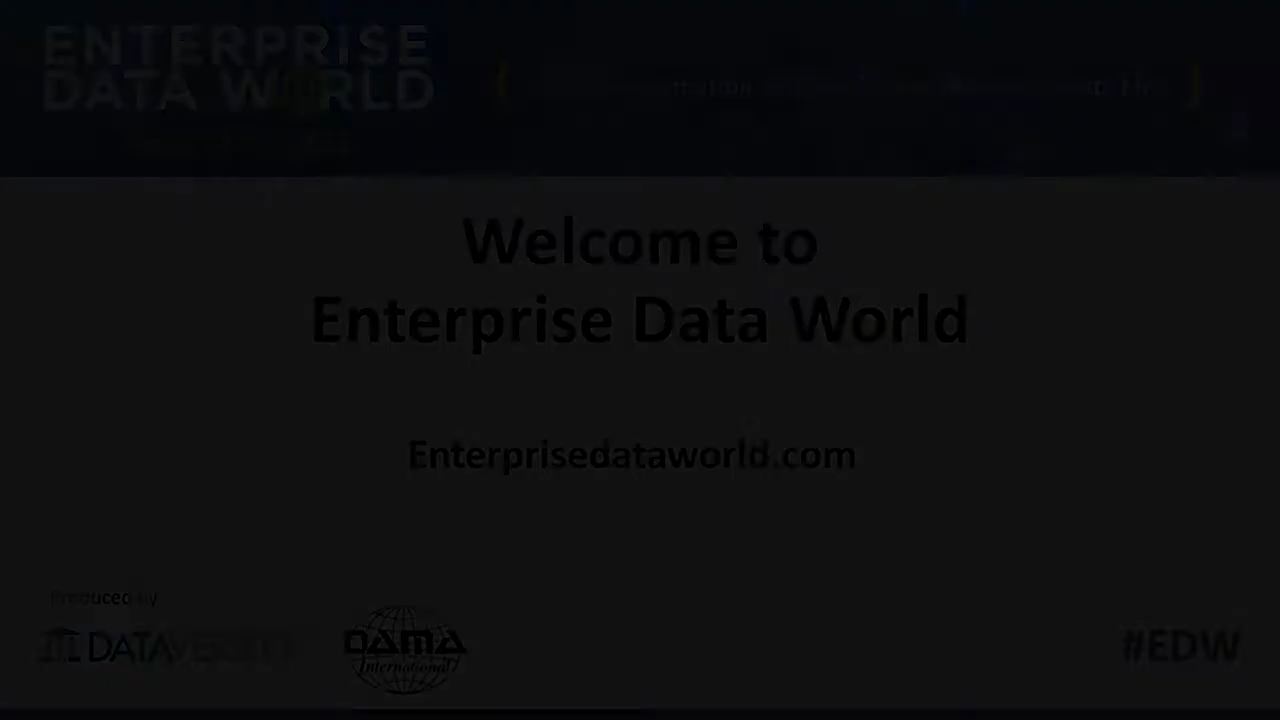 ENTERPRISE
DATA WORLD
Welcome to
Enterprise Data World
Enterprisedataworld.com
Produced by
DATAVERSITY
DAMA
International
#EDW